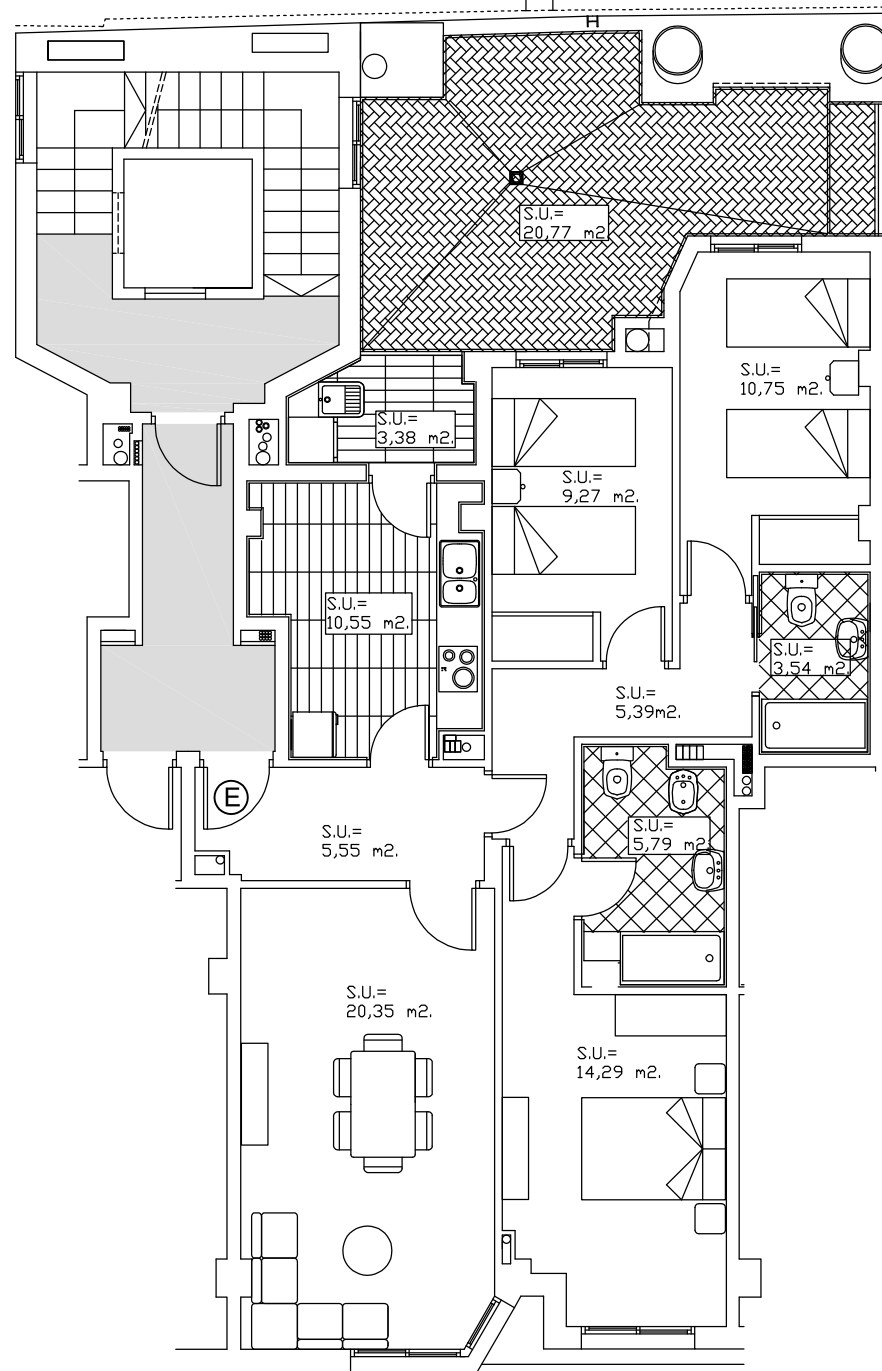 H
S.U.=
20,77 m2
S.U.=
10,75 m2.
S.U.=
3,38 m2.
S.U.=
9,27 m2.
S.U.=
10,55 m2.
S.U.=
3,54 m2.
S.U.=
5,39m2.
E
S.U.=
5,55 m2.
S.U.=
5,79 m2
S.U.=
20,35 m2.
S.U.=
14,29 m2.